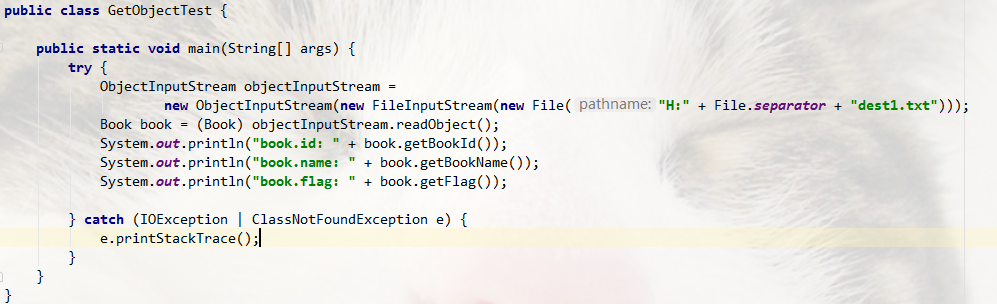 public class GetObjectTest {
public static void main(String[] args) {
try {
ObjectInputStream objectInputStream =
new ObjectInputStream(new FileInputStream(new File( pathname: "H:" + File.separator + "dest1.txt")));
Book book = (Book) objectInputStream.readObject();
System.out.println("book.id: " + book.getBookId());
System.out.println("book.name: " + book.getBookName());
System.out.println("book.flag: " + book.getFlag());
} catch (IOException | ClassNotFoundException e) {
e.printStackTrace();
}
}
}